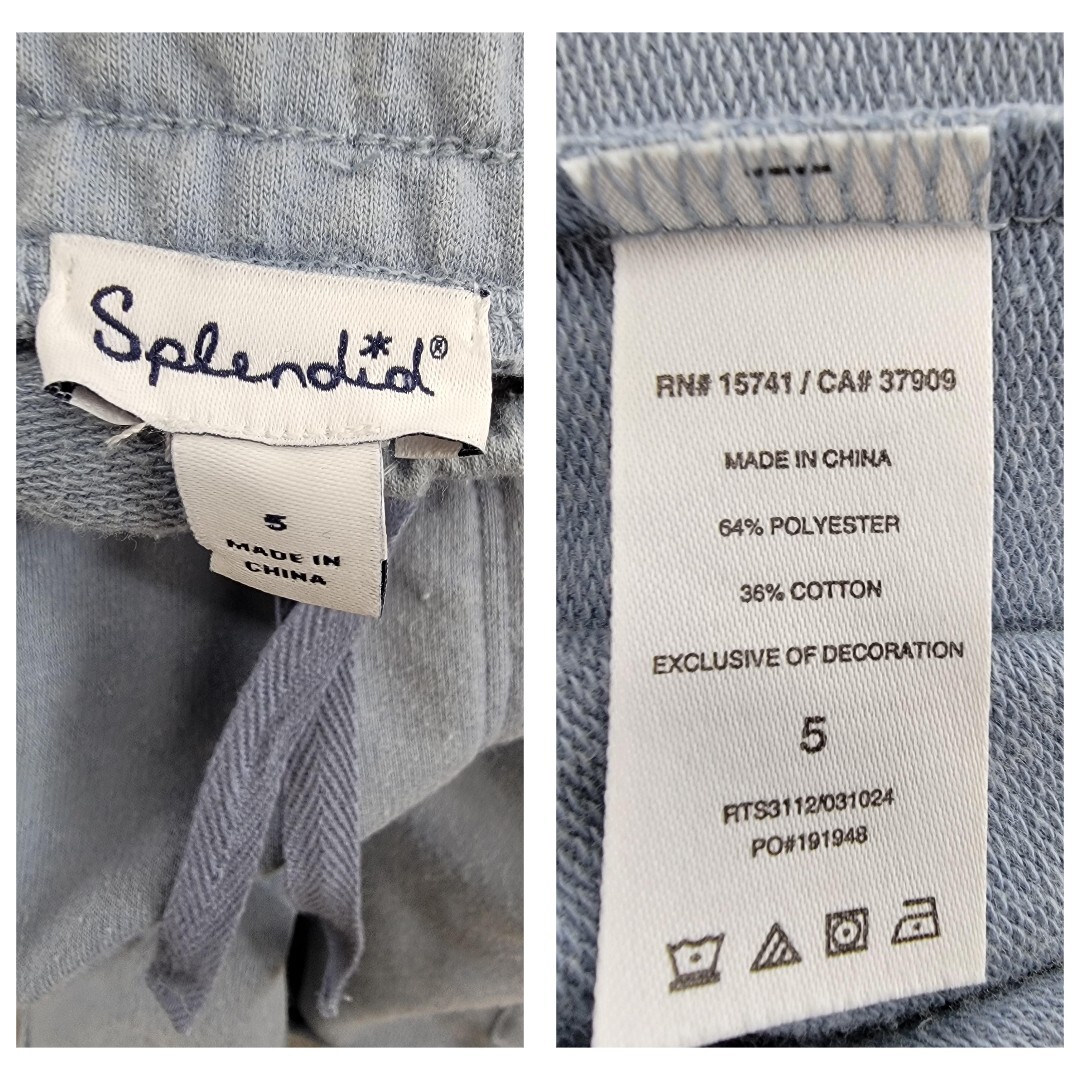 Splendid®
5
MADE IN
CHINA
RN# 15741 / CA# 37909
MADE IN CHINA
64% POLYESTER
36% COTTON
EXCLUSIVE OF DECORATION
5
RTS3112/031024
PO#191948